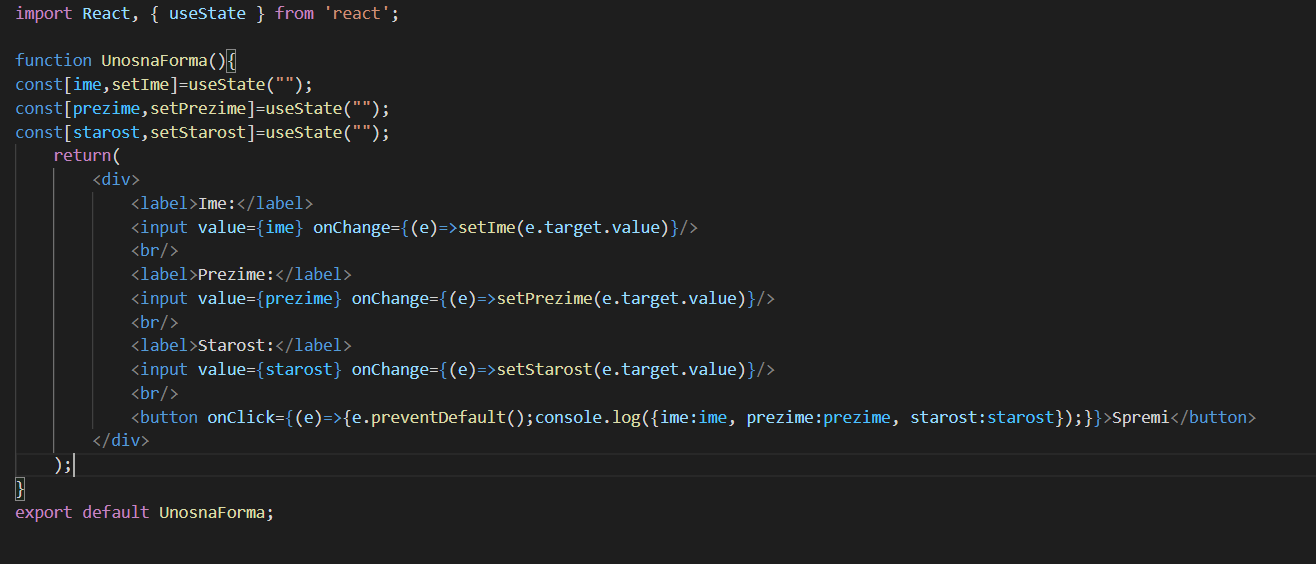 import React, { useState } from 'react';
function UnosnaForma(){
const[ime,setIme]=useState("");
const[prezime,setPrezime]=useState("");
const[starost,setStarost]=useState("");
return(
<div>
<label>Ime:</label>
<input value={ime} onChange={(e)=>setIme(e.target.value)}/>
<br/>
<label>Prezime:</label>
<input value={prezime} onChange={(e)=>setPrezime(e.target.value)}/>
<br/>
<label>Starost:</label>
<input value={starost} onChange={(e)=>setStarost(e.target.value)}/>
<br/>
<button onClick={(e)=>{e.preventDefault();console.log({ime:ime, prezime:prezime, starost:starost});}}>Spremi</button>
</div>
);
}
export default UnosnaForma;